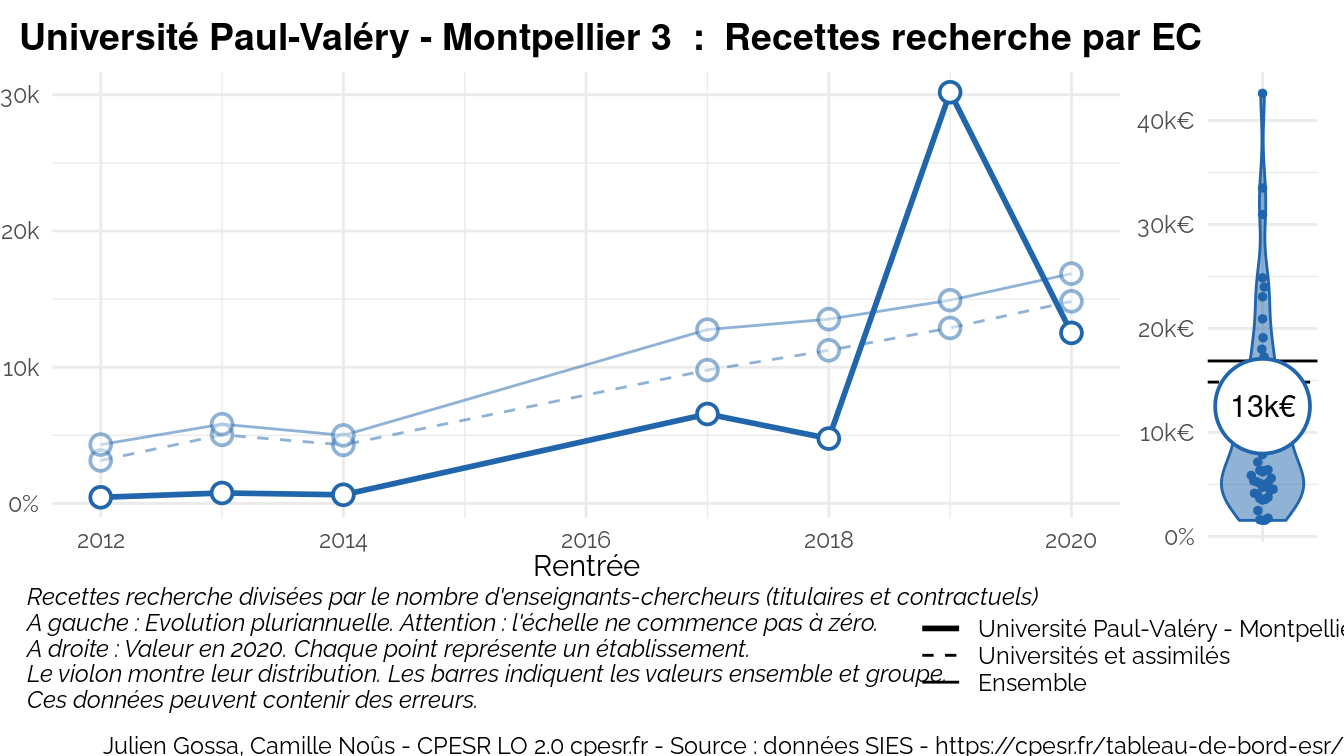 Université Paul-Valéry - Montpellier 3  :  Recettes recherche par EC
30k
20k
10k
0%
2012
2014
2016
2018
2020
Rentrée
40k€
30k€
20k€
10k€
0%
13k€
Recettes recherche divisées par le nombre d'enseignants-chercheurs (titulaires et contractuels)
A gauche : Evolution pluriannuelle. Attention : l'échelle ne commence pas à zéro.
A droite : Valeur en 2020. Chaque point représente un établissement.
Le violon montre leur distribution. Les barres indiquent les valeurs ensemble et groupe.
Ces données peuvent contenir des erreurs.
Université Paul-Valéry - Montpellie
Universités et assimilés
Ensemble
Julien Gossa, Camille Noûs - CPESR LO 2.0 cpesr.fr - Source : données SIES - https://cpesr.fr/tableau-de-bord-esr/